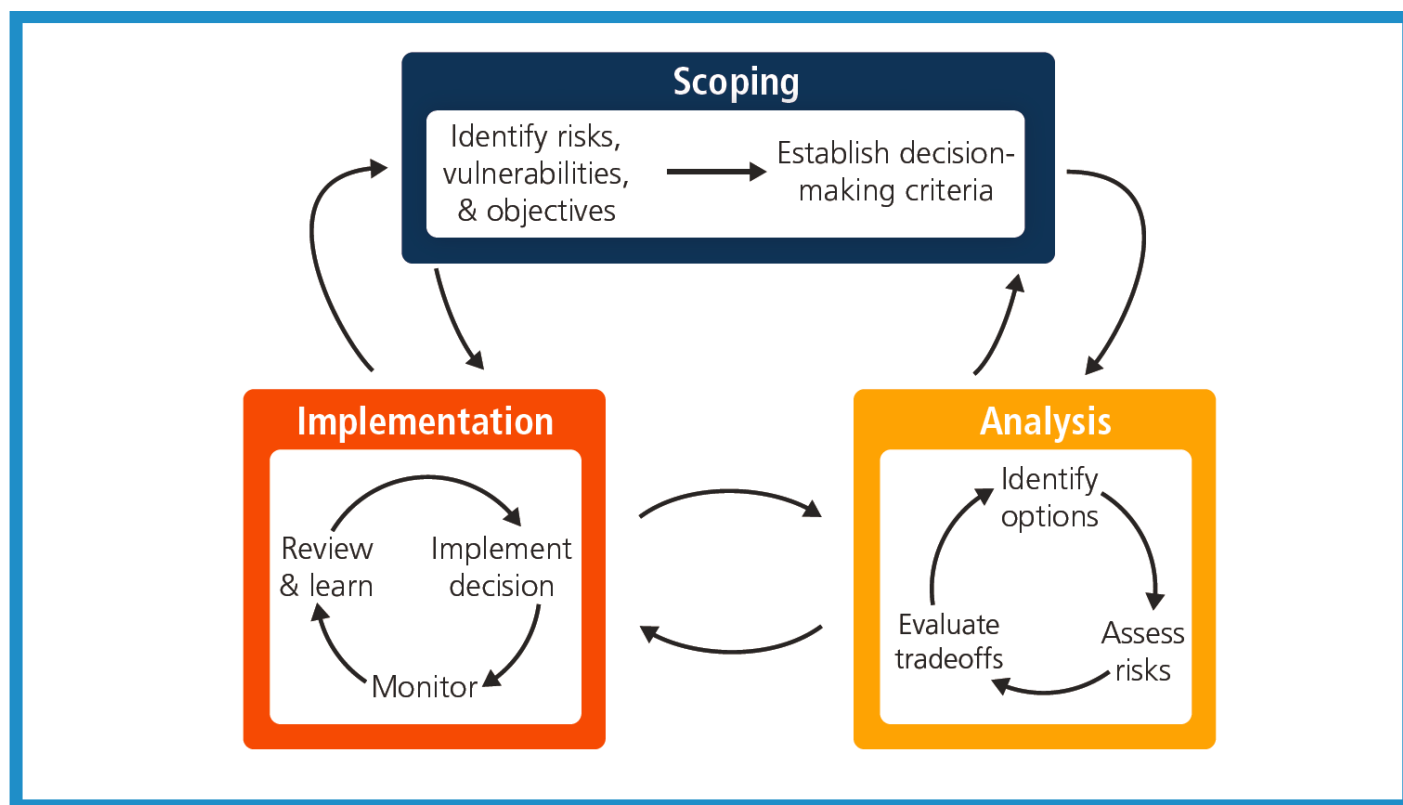 Scoping
Identify risks,
vulnerabilities,
& objectives
Establish decision-
making criteria
Implementation
Review
& learn
Implement
decision
Monitor
Analysis
Identify
options
Evaluate
tradeoffs
Assess
risks